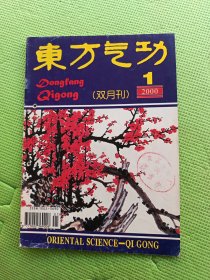 東方气功
Dongfang
Qigong
(双月刊)
1
2000
ORIENTAL SCIENCE—QI GONG